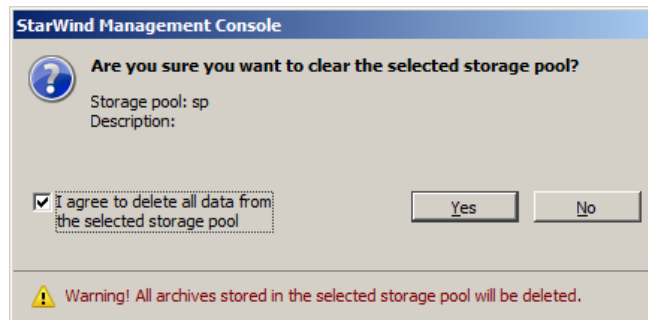 StarWind Management Console
Are you sure you want to clear the selected storage pool?
Storage pool: sp
Description:
I agree to delete all data from
the selected storage pool
Yes
No
Warning! All archives stored in the selected storage pool will be deleted.